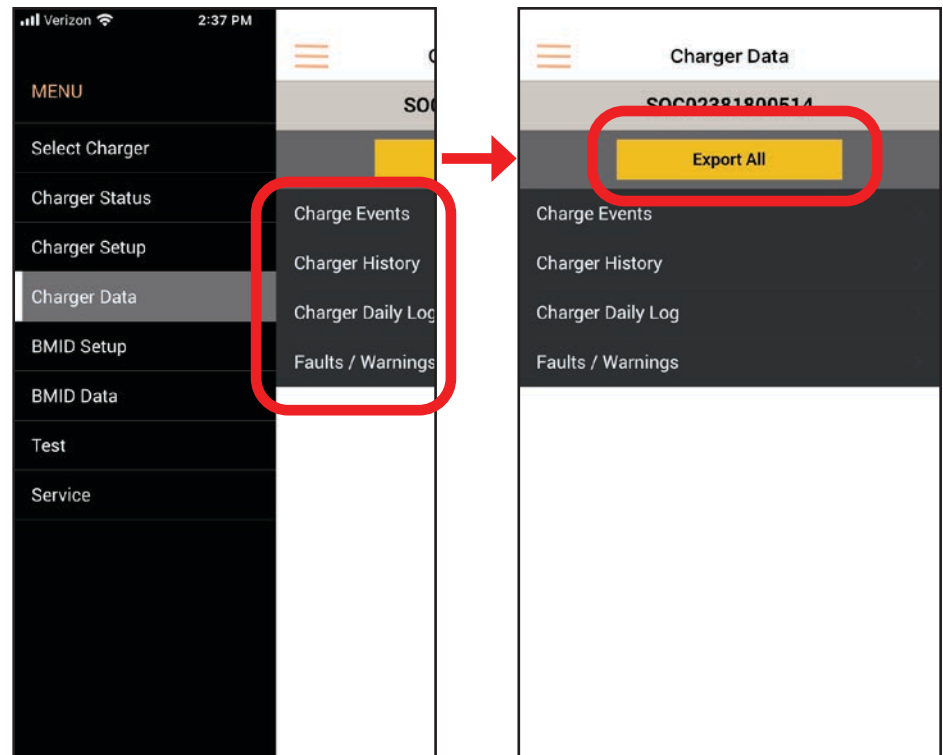 Verizon 2:37 PM
MENU
Select Charger
Charger Status
Charger Setup
Charger Data
BMID Setup
BMID Data
Test
Service
C
SOC
Charge Events
Charger History
Charger Daily Log
Faults / Warnings
Charger Data
SOC02381800514
Export All
Charge Events
Charger History
Charger Daily Log
Faults / Warnings